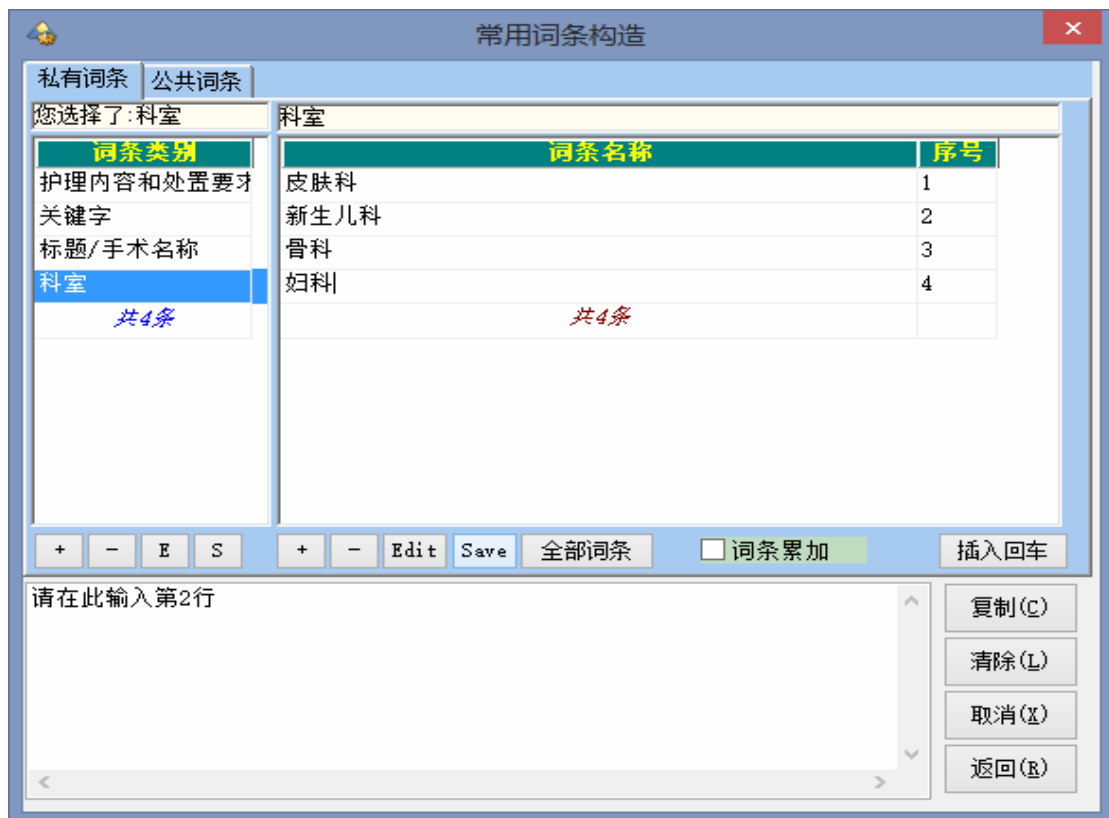 常用词条构造
×
私有词条 公共词条
您选择了:科室 科室
词条类别 词条名称 序号
护理内容和处置要求 皮肤科 1
关键字 新生儿科 2
标题/手术名称 骨科 3
科室 妇科 4
共4条 共4条
+ - E S + - Edit Save 全部词条 词条累加 插入回车
请在此输入第2行
复制(C)
清除(L)
取消(X)
返回(R)